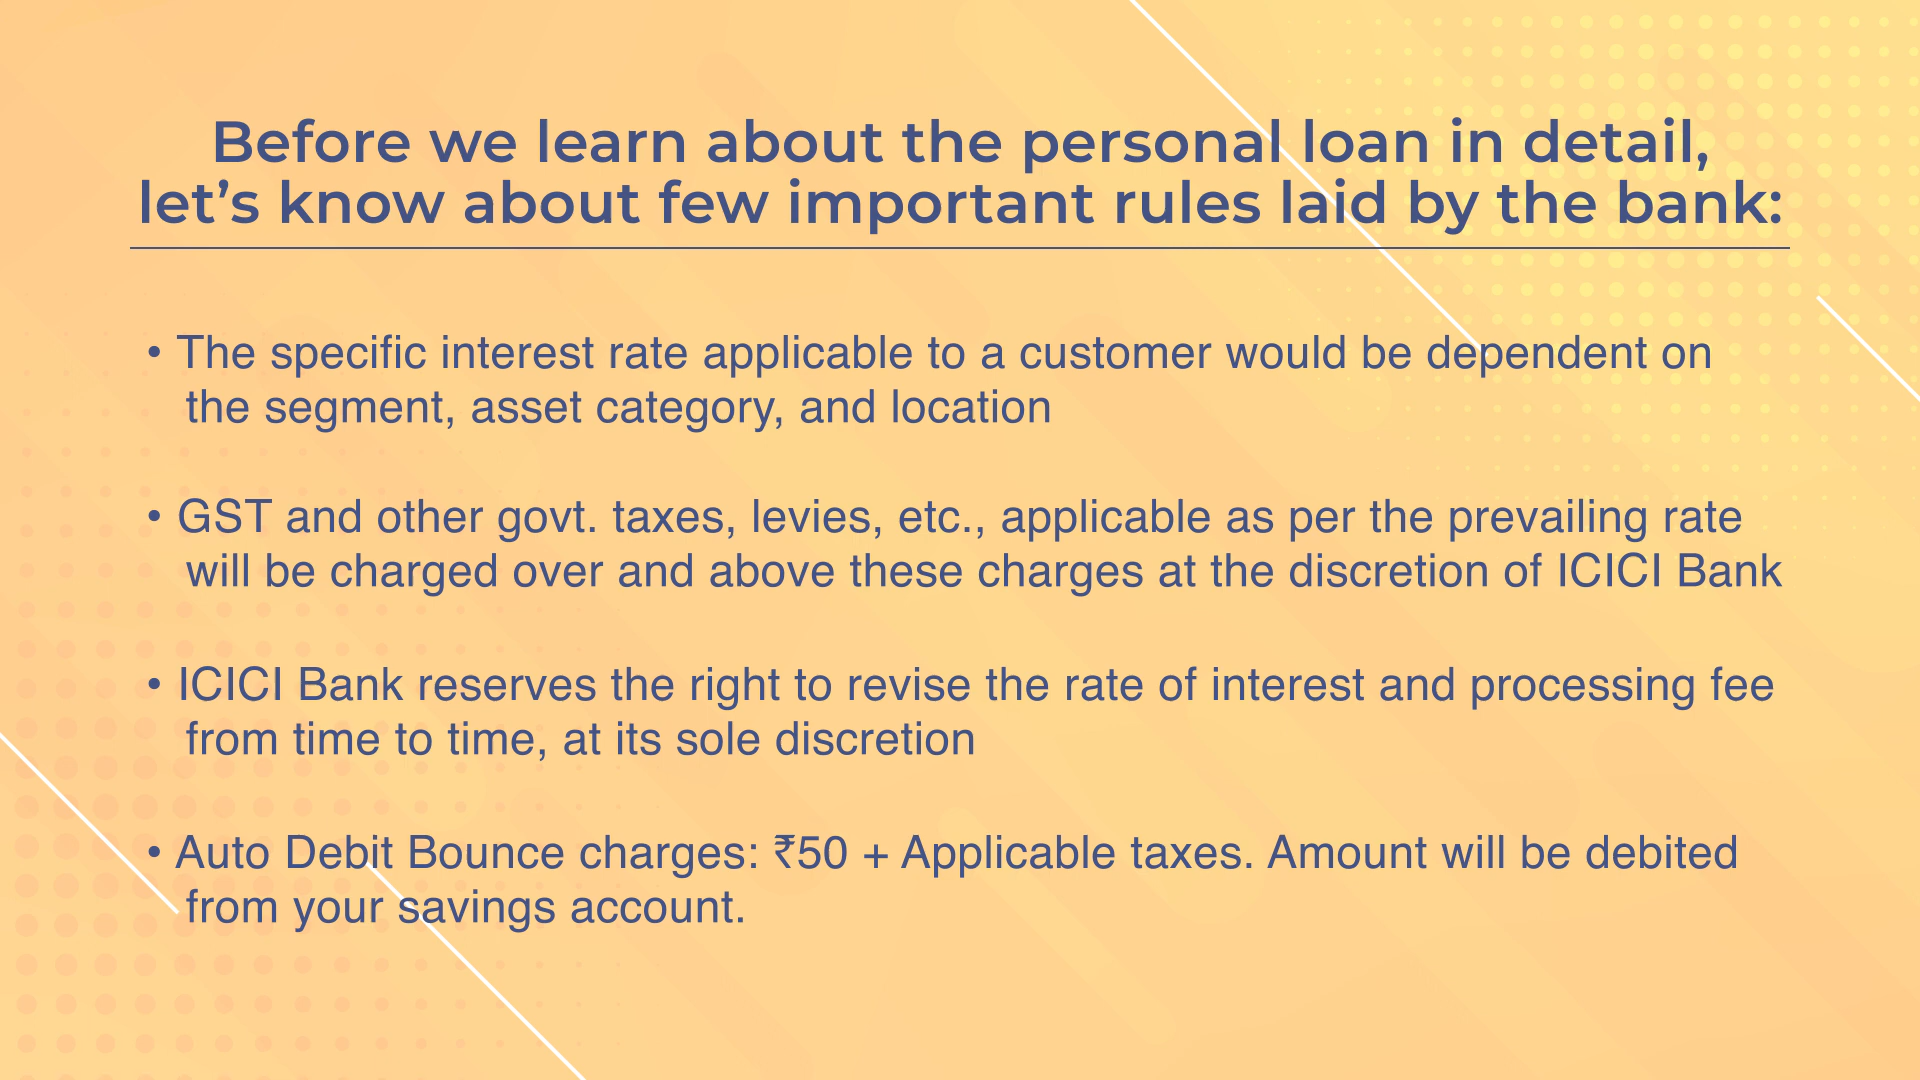 Before we learn about the personal loan in detail,
let’s know about few important rules laid by the bank:
• The specific interest rate applicable to a customer would be dependent on
the segment, asset category, and location
• GST and other govt. taxes, levies, etc., applicable as per the prevailing rate
will be charged over and above these charges at the discretion of ICICI Bank
• ICICI Bank reserves the right to revise the rate of interest and processing fee
from time to time, at its sole discretion
• Auto Debit Bounce charges: ₹50 + Applicable taxes. Amount will be debited
from your savings account.